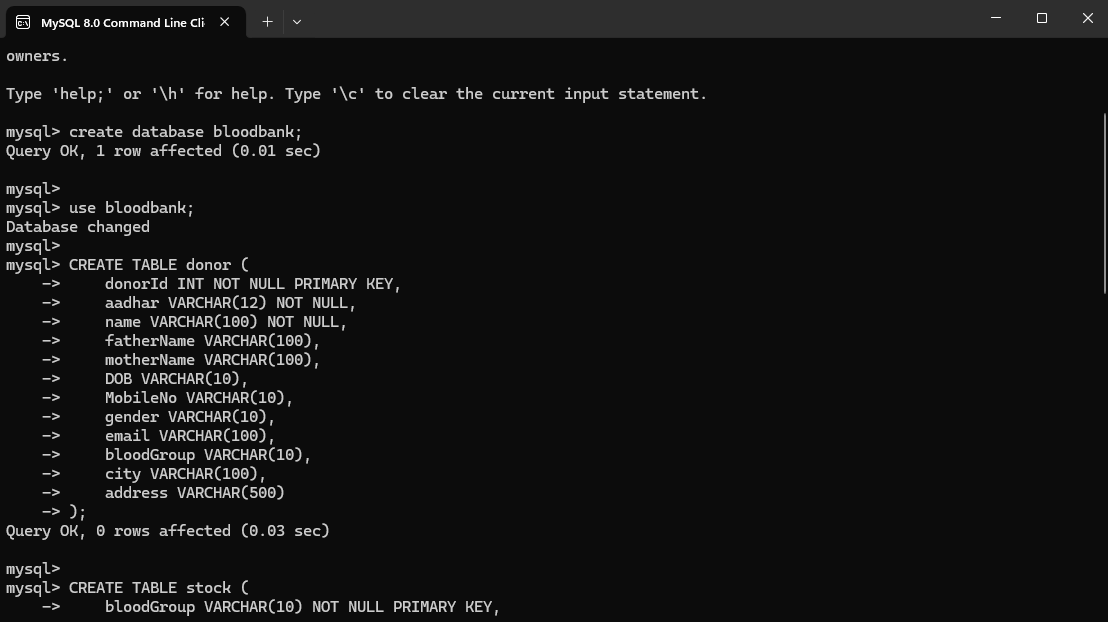 MySQL 8.0 Command Line Cli
owners.
Type 'help;' or '\h' for help. Type '\c' to clear the current input statement.
mysql> create database bloodbank;
Query OK, 1 row affected (0.01 sec)
mysql>
mysql> use bloodbank;
Database changed
mysql>
mysql> CREATE TABLE donor (
    ->     donorId INT NOT NULL PRIMARY KEY,
    ->     aadhar VARCHAR(12) NOT NULL,
    ->     name VARCHAR(100) NOT NULL,
    ->     fatherName VARCHAR(100),
    ->     motherName VARCHAR(100),
    ->     DOB VARCHAR(10),
    ->     MobileNo VARCHAR(10),
    ->     gender VARCHAR(10),
    ->     email VARCHAR(100),
    ->     bloodGroup VARCHAR(10),
    ->     city VARCHAR(100),
    ->     address VARCHAR(500)
    -> );
Query OK, 0 rows affected (0.03 sec)
mysql>
mysql> CREATE TABLE stock (
    ->     bloodGroup VARCHAR(10) NOT NULL PRIMARY KEY,